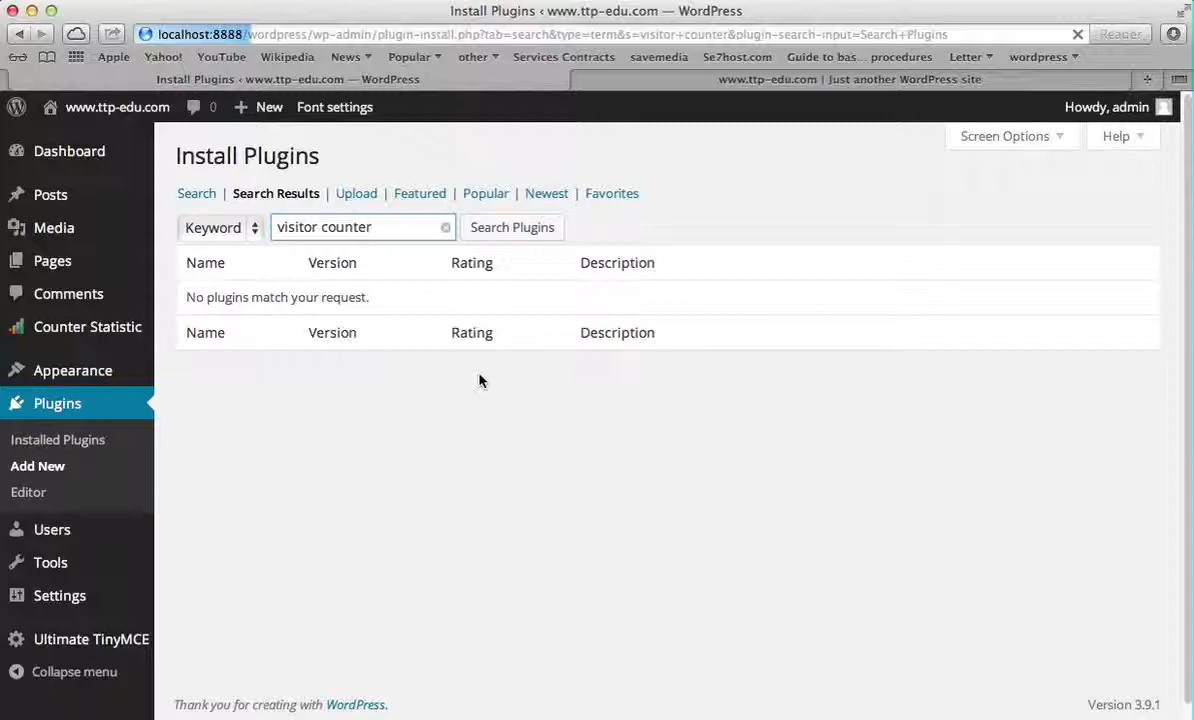 Install Plugins ‹ www.ttp-edu.com — WordPress
localhost:8888/wordpress/wp-admin/plugin-install.php?tab=search&type=term&s=visitor+counter&plugin-search-input=Search+Plugins
Reader
Apple Yahoo! YouTube Wikipedia News Popular other Services Contracts savemedia Se7host.com Guide to bas... procedures Letter wordpress
Install Plugins ‹ www.ttp-edu.com — WordPress
www.ttp-edu.com | Just another WordPress site
www.ttp-edu.com 0 New Font settings Howdy, admin
Screen Options Help
Install Plugins
Search | Search Results | Upload | Featured | Popular | Newest | Favorites
Keyword visitor counter Search Plugins
Name Version Rating Description
No plugins match your request.
Name Version Rating Description
Dashboard
Posts
Media
Pages
Comments
Counter Statistic
Appearance
Plugins
Installed Plugins
Add New
Editor
Users
Tools
Settings
Ultimate TinyMCE
Collapse menu
Thank you for creating with WordPress.
Version 3.9.1